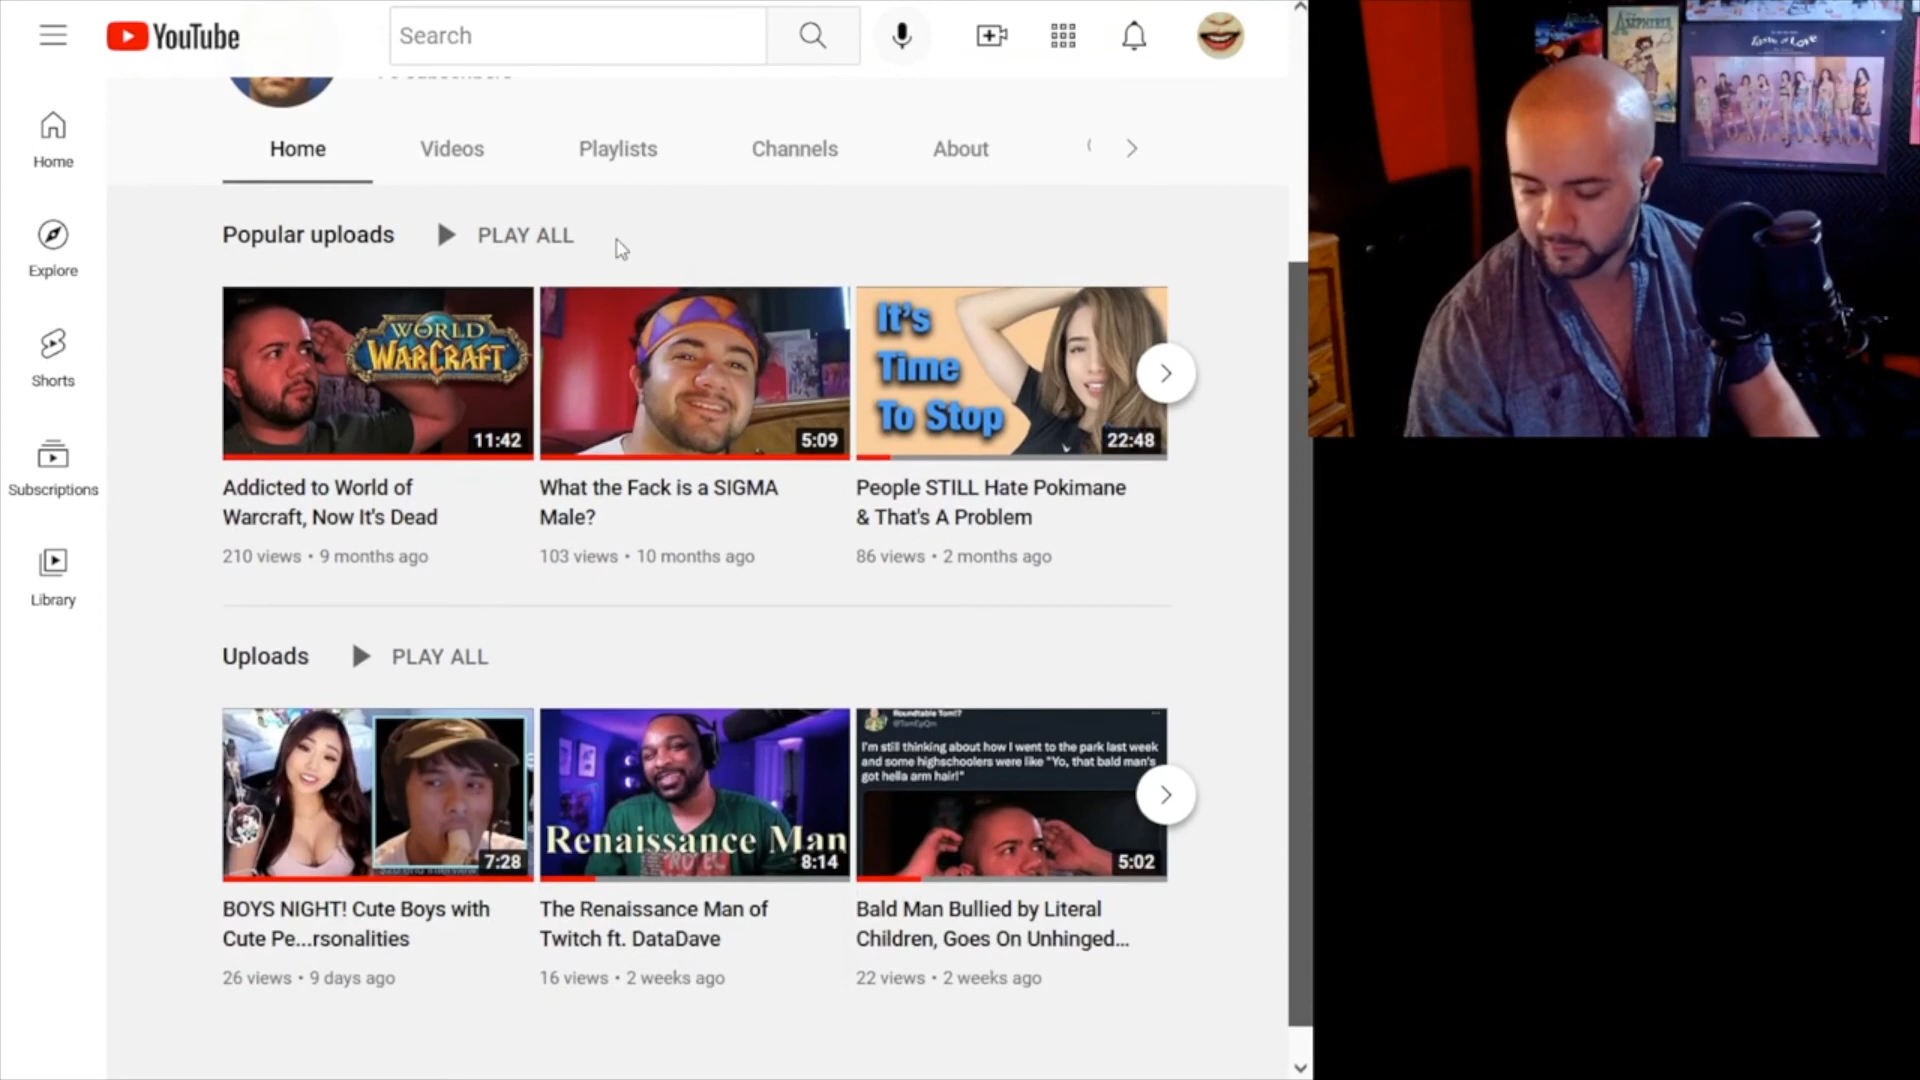 YouTube
Search
Home
Explore
Shorts
Subscriptions
Library
Home
Videos
Playlists
Channels
About
Popular uploads
PLAY ALL
WORLD
WARCRAFT
11:42
5:09
It's
Time
To Stop
22:48
Addicted to World of
Warcraft, Now It's Dead
210 views • 9 months ago
What the Fack is a SIGMA
Male?
103 views • 10 months ago
People STILL Hate Pokimane
& That's A Problem
86 views • 2 months ago
Uploads
PLAY ALL
7:28
Renaissance Man
8:14
Roundtable Tom!?
@TomEpQm
I'm still thinking about how I went to the park last week
and some highschoolers were like "Yo, that bald man's
got hella arm hair!"
5:02
BOYS NIGHT! Cute Boys with
Cute Pe...rsonalities
26 views • 9 days ago
The Renaissance Man of
Twitch ft. DataDave
16 views • 2 weeks ago
Bald Man Bullied by Literal
Children, Goes On Unhinged...
22 views • 2 weeks ago
AMPHIBIA
Taste of Love